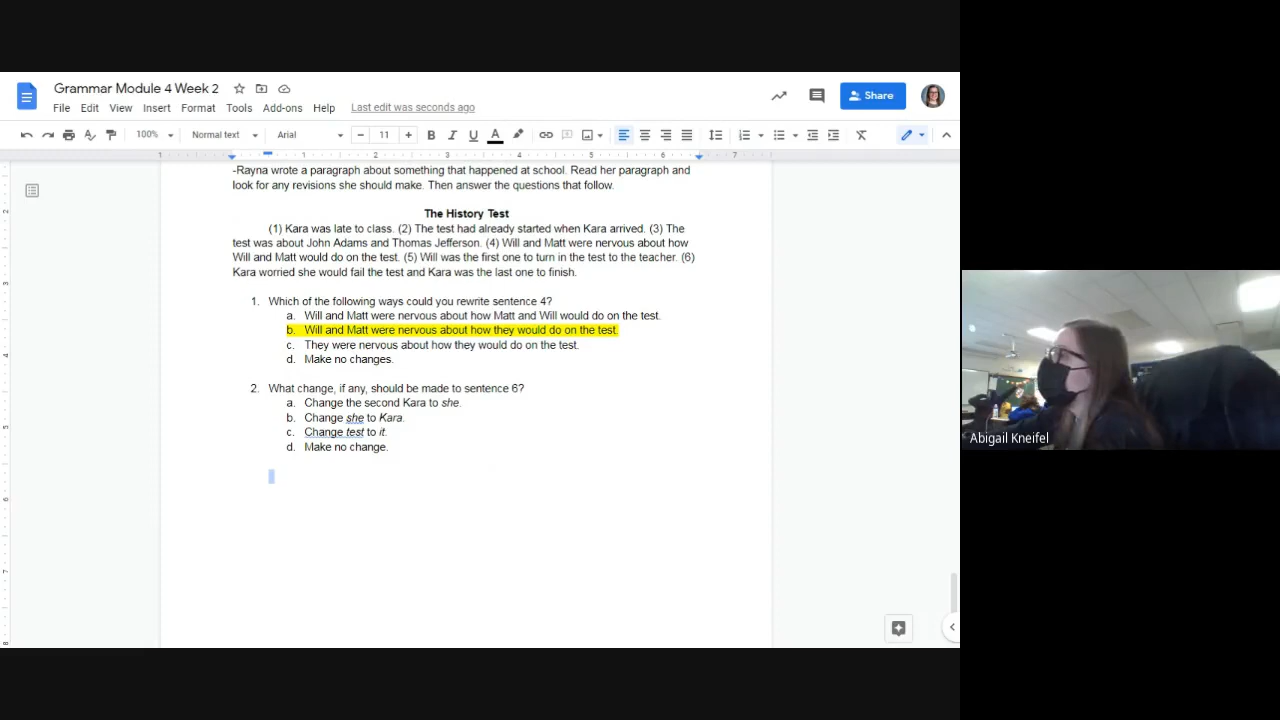 Grammar Module 4 Week 2
File Edit View Insert Format Tools Add-ons Help Last edit was seconds ago
Share
100% Normal text Arial 11 B I U A
1 1 2 3 4 5 6 7
-Rayna wrote a paragraph about something that happened at school. Read her paragraph and
look for any revisions she should make. Then answer the questions that follow.
The History Test
(1) Kara was late to class. (2) The test had already started when Kara arrived. (3) The
test was about John Adams and Thomas Jefferson. (4) Will and Matt were nervous about how
Will and Matt would do on the test. (5) Will was the first one to turn in the test to the teacher. (6)
Kara worried she would fail the test and Kara was the last one to finish.
1. Which of the following ways could you rewrite sentence 4?
a. Will and Matt were nervous about how Matt and Will would do on the test.
b. Will and Matt were nervous about how they would do on the test.
c. They were nervous about how they would do on the test.
d. Make no changes.
2. What change, if any, should be made to sentence 6?
a. Change the second Kara to she.
b. Change she to Kara.
c. Change test to it.
d. Make no change.
Abigail Kneifel